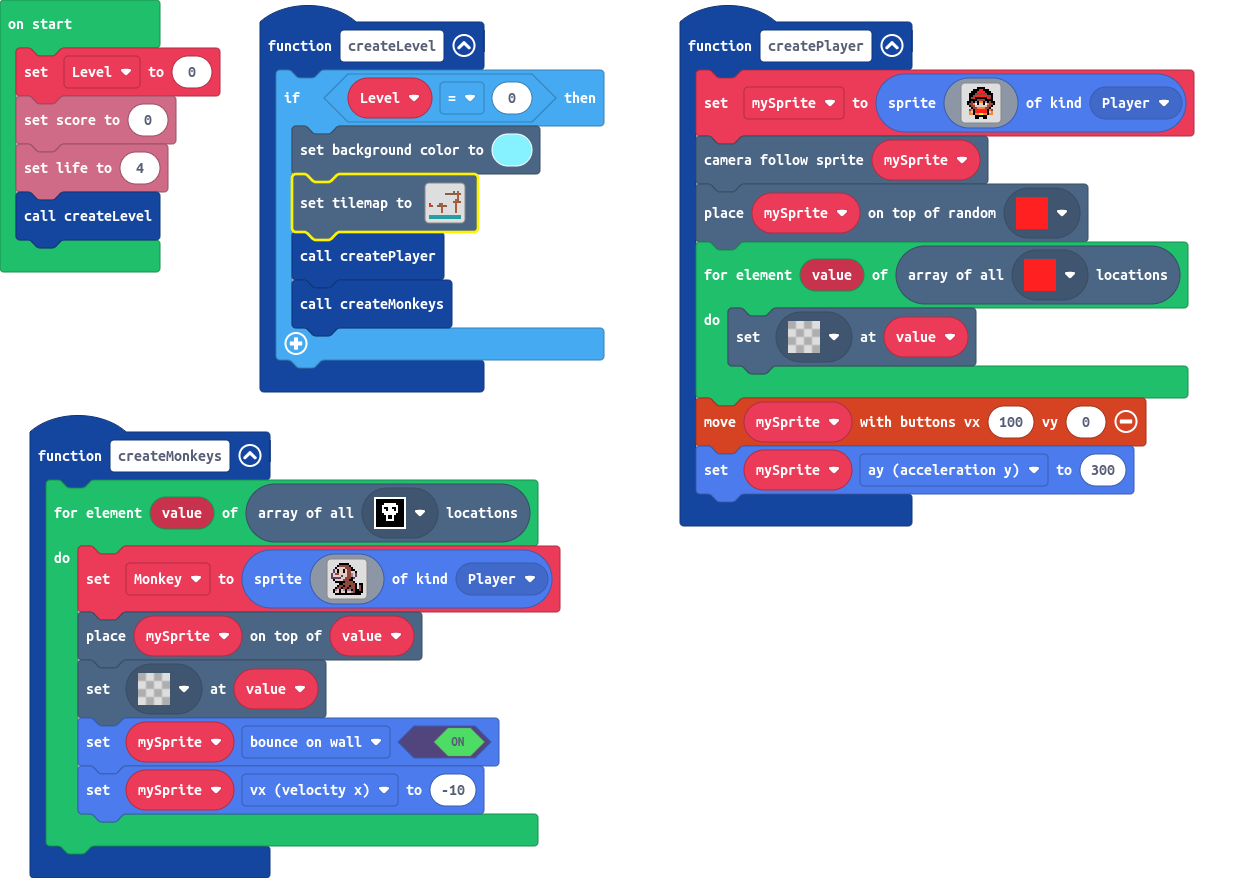 on start
set Level to 0
set score to 0
set life to 4
call createLevel
function createLevel
if Level = 0 then
set background color to
set tilemap to
call createPlayer
call createMonkeys
function createPlayer
set mySprite to sprite of kind Player
camera follow sprite mySprite
place mySprite on top of random
for element value of array of all locations
do
set at value
move mySprite with buttons vx 100 vy 0
set mySprite ay (acceleration y) to 300
function createMonkeys
for element value of array of all locations
do
set Monkey to sprite of kind Player
place mySprite on top of value
set at value
set mySprite bounce on wall ON
set mySprite vx (velocity x) to -10